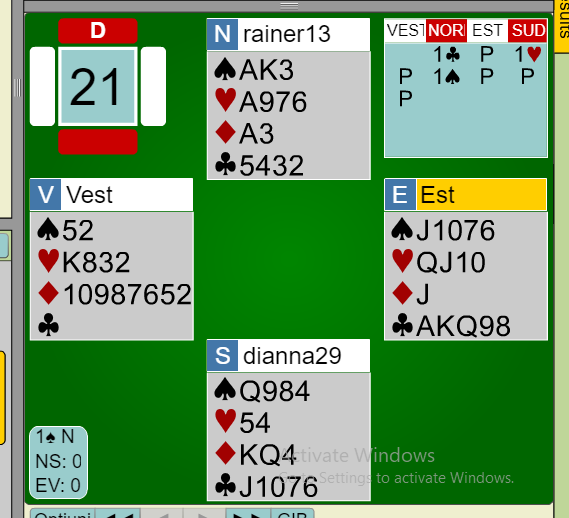 D
21
N rainer13
♠AK3
♥A976
♦A3
♣5432
VEST NOR EST SUD
1♣ P 1♥
P 1♠ P P
P
V Vest
♠52
♥K832
♦10987652
♣
E Est
♠J1076
♥QJ10
♦J
♣AKQ98
S dianna29
♠Q984
♥54
♦KQ4
♣J1076
1♠ N
NS: 0
EV: 0
Activate Windows
Go to Settings to activate Windows.
Optiuni
GIB